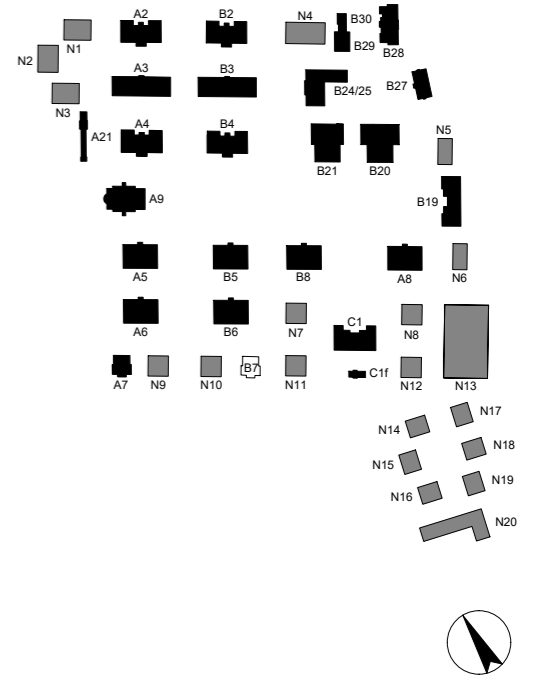 A2 B2 N4 B30
N1 B29 B28
N2
A3 B3 B24/25 B27
N3
A21 A4 B4 N5
B21 B20
A9 B19
A5 B5 B8 A8 N6
A6 B6 N7 C1 N8
A7 N9 N10 B7 N11 C1f N12 N13
N14 N17
N15 N18
N16 N19
N20